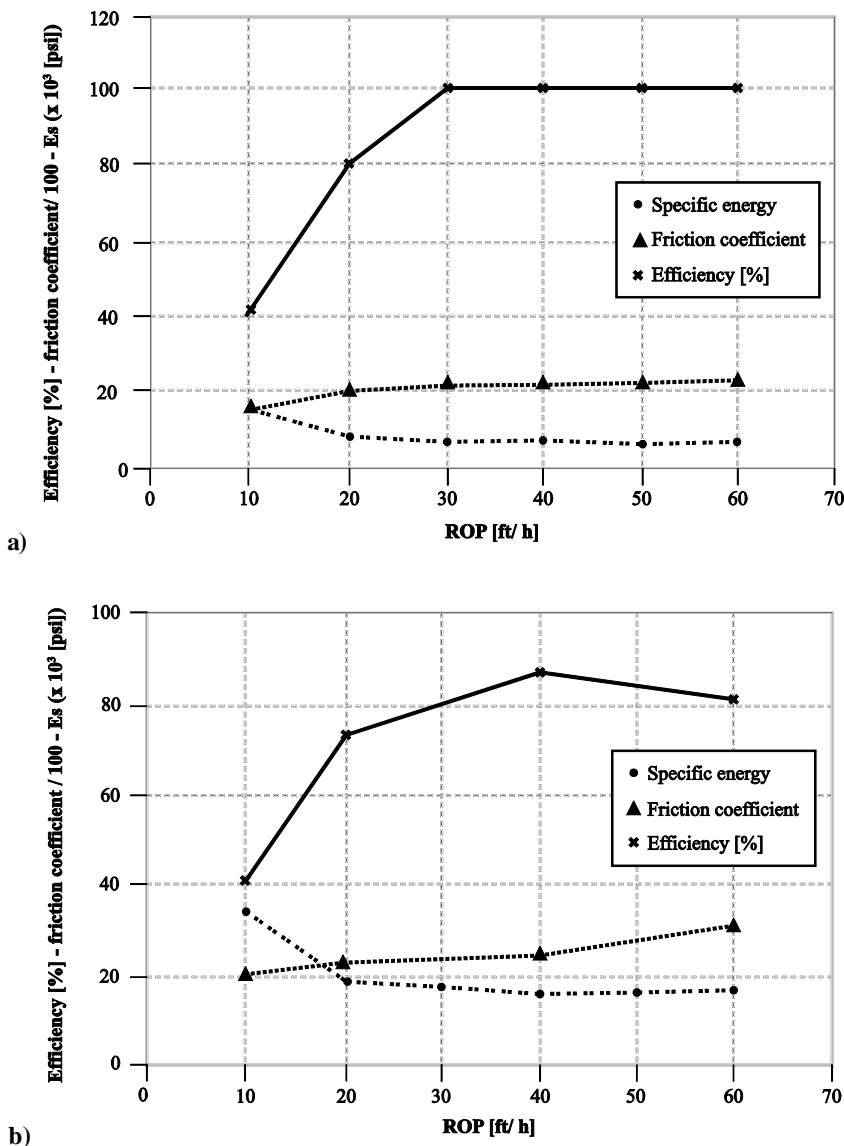 120
100
80
60
40
20
0
Efficiency [%] - friction coefficient/ 100 - Es (x 10³ [psi])
Specific energy
Friction coefficient
Efficiency [%]
0 10 20 30 40 50 60 70
ROP [ft/ h]
a)
100
80
60
40
20
0
Efficiency [%] - friction coefficient / 100 - Es (x 10³ [psi])
Specific energy
Friction coefficient
Efficiency [%]
0 10 20 30 40 50 60 70
ROP [ft/ h]
b)